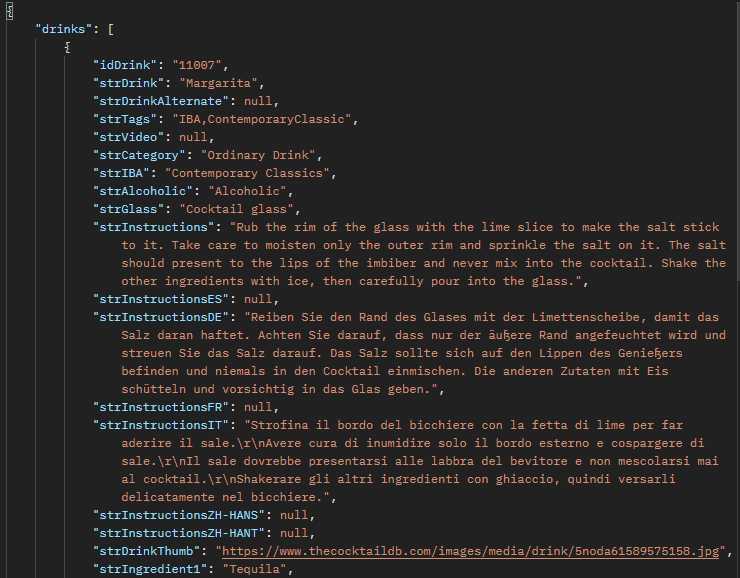 {
"drinks": [
{
"idDrink": "11007",
"strDrink": "Margarita",
"strDrinkAlternate": null,
"strTags": "IBA,ContemporaryClassic",
"strVideo": null,
"strCategory": "Ordinary Drink",
"strIBA": "Contemporary Classics",
"strAlcoholic": "Alcoholic",
"strGlass": "Cocktail glass",
"strInstructions": "Rub the rim of the glass with the lime slice to make the salt stick
to it. Take care to moisten only the outer rim and sprinkle the salt on it. The salt
should present to the lips of the imbiber and never mix into the cocktail. Shake the
other ingredients with ice, then carefully pour into the glass.",
"strInstructionsES": null,
"strInstructionsDE": "Reiben Sie den Rand des Glases mit der Limettenscheibe, damit das
Salz daran haftet. Achten Sie darauf, dass nur der äußere Rand angefeuchtet wird und
streuen Sie das Salz darauf. Das Salz sollte sich auf den Lippen des Genießers
befinden und niemals in den Cocktail einmischen. Die anderen Zutaten mit Eis
schütteln und vorsichtig in das Glas geben.",
"strInstructionsFR": null,
"strInstructionsIT": "Strofina il bordo del bicchiere con la fetta di lime per far
aderire il sale.\r\nAvere cura di inumidire solo il bordo esterno e cospargere di
sale.\r\nIl sale dovrebbe presentarsi alle labbra del bevitore e non mescolarsi mai
al cocktail.\r\nShakerare gli altri ingredienti con ghiaccio, quindi versarli
delicatamente nel bicchiere.",
"strInstructionsZH-HANS": null,
"strInstructionsZH-HANT": null,
"strDrinkThumb": "https://www.thecocktaildb.com/images/media/drink/5noda61589575158.jpg",
"strIngredient1": "Tequila",